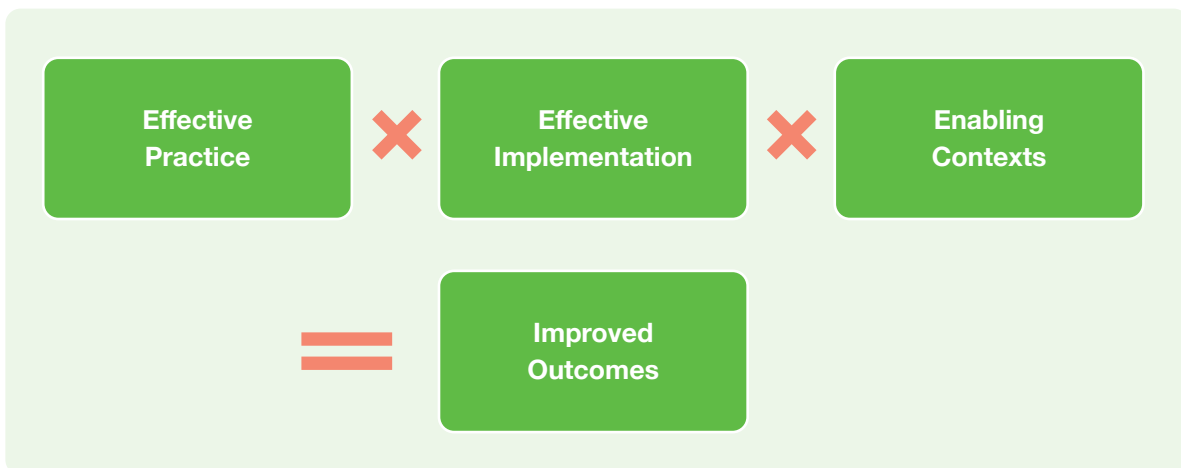 Effective
Practice
Effective
Implementation
Enabling
Contexts
Improved
Outcomes